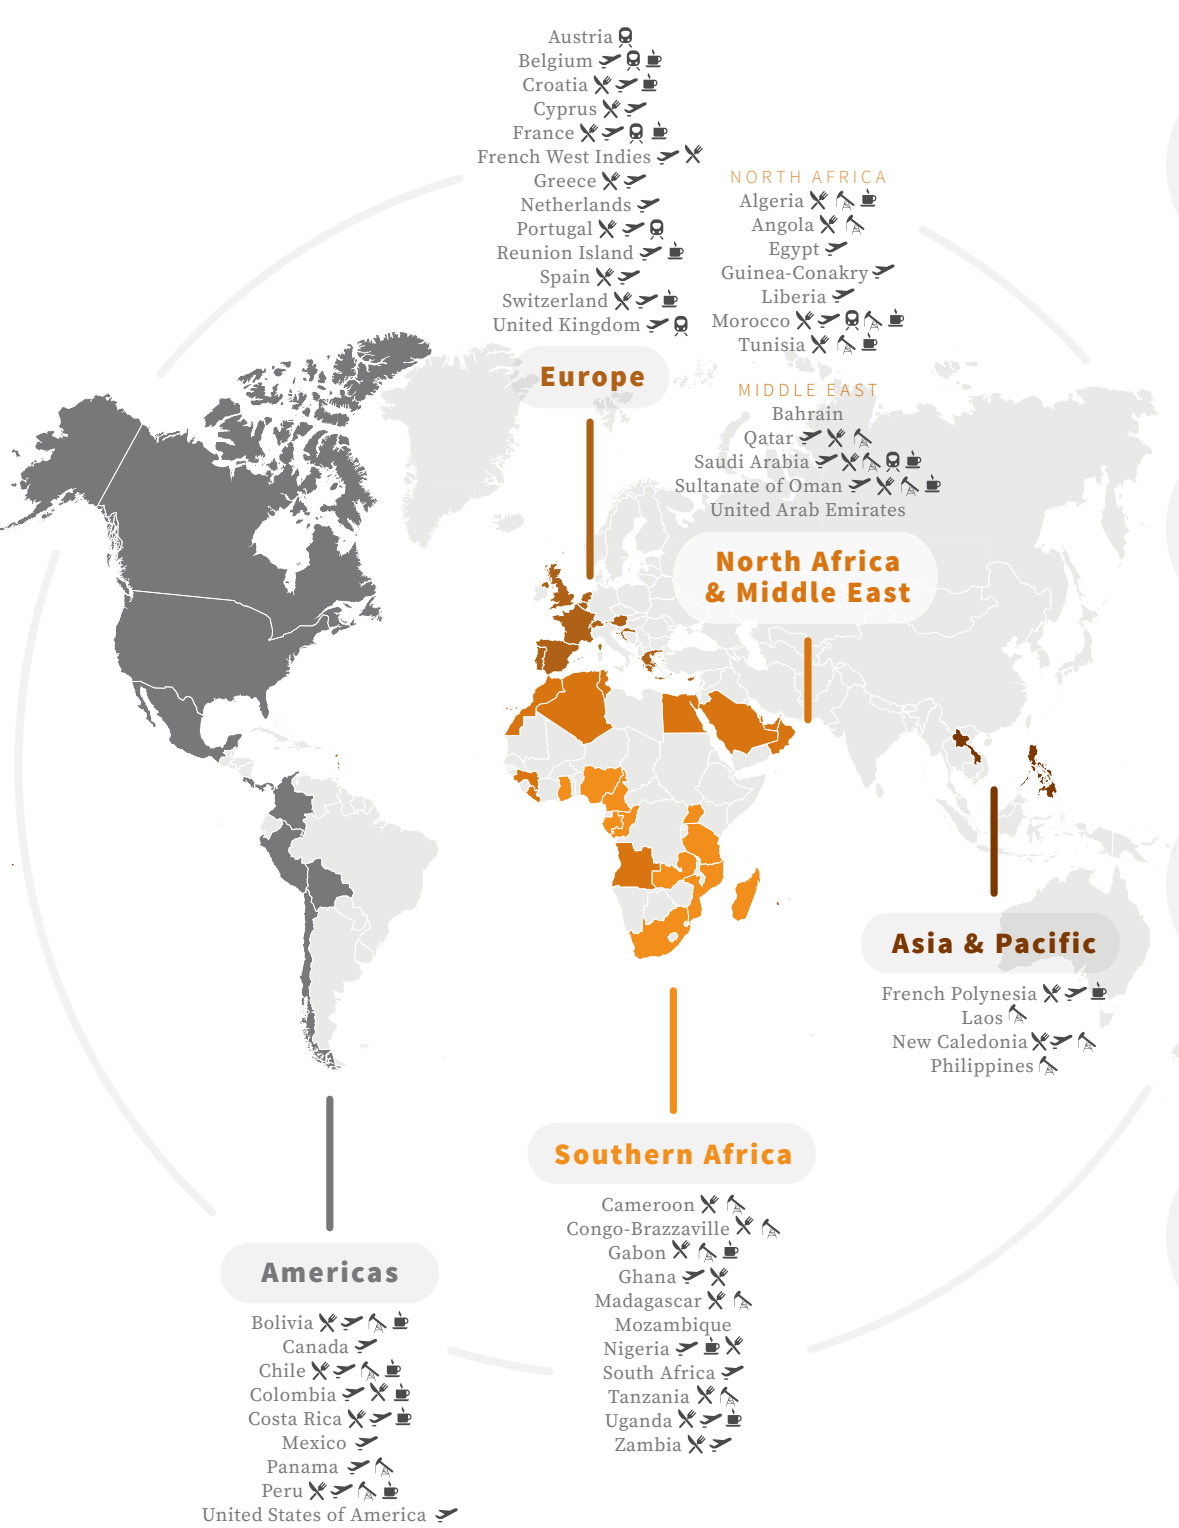 Austria
Belgium
Croatia
Cyprus
France
French West Indies
Greece
Netherlands
Portugal
Reunion Island
Spain
Switzerland
United Kingdom
Europe
NORTH AFRICA
Algeria
Angola
Egypt
Guinea-Conakry
Liberia
Morocco
Tunisia
MIDDLE EAST
Bahrain
Qatar
Saudi Arabia
Sultanate of Oman
United Arab Emirates
North Africa
& Middle East
Asia & Pacific
French Polynesia
Laos
New Caledonia
Philippines
Southern Africa
Cameroon
Congo-Brazzaville
Gabon
Ghana
Madagascar
Mozambique
Nigeria
South Africa
Tanzania
Uganda
Zambia
Americas
Bolivia
Canada
Chile
Colombia
Costa Rica
Mexico
Panama
Peru
United States of America